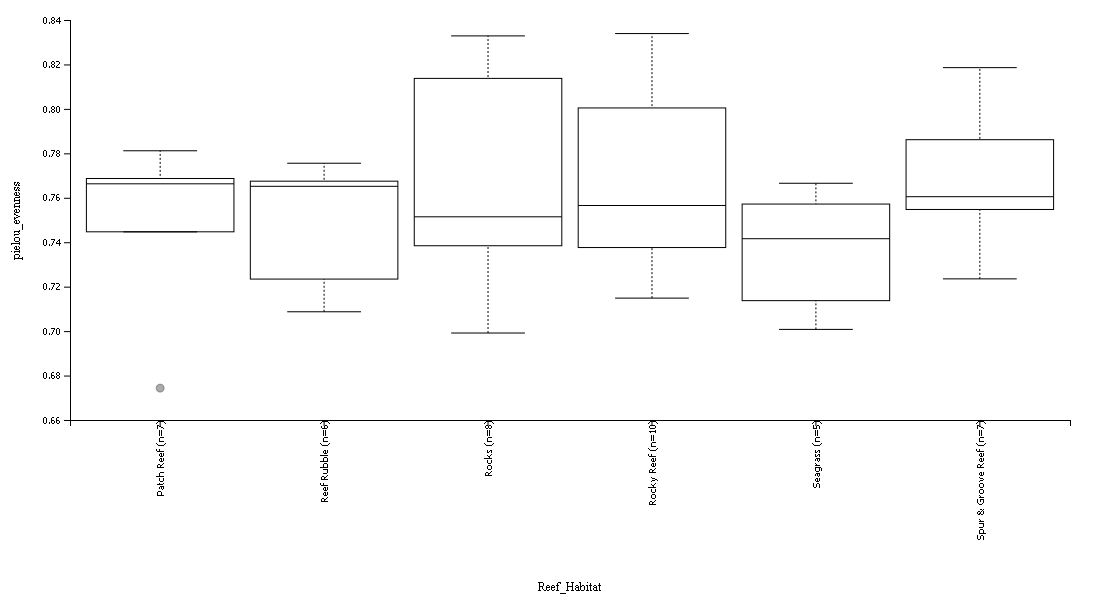 0.84
0.82
0.80
0.78
0.76
0.74
0.72
0.70
0.68
0.66
pielou_evenness
Patch Reef (n=7)
Reef Rubble (n=6)
Rocks (n=8)
Rocky Reef (n=10)
Seagrass (n=5)
Spur & Groove Reef (n=7)
Reef_Habitat